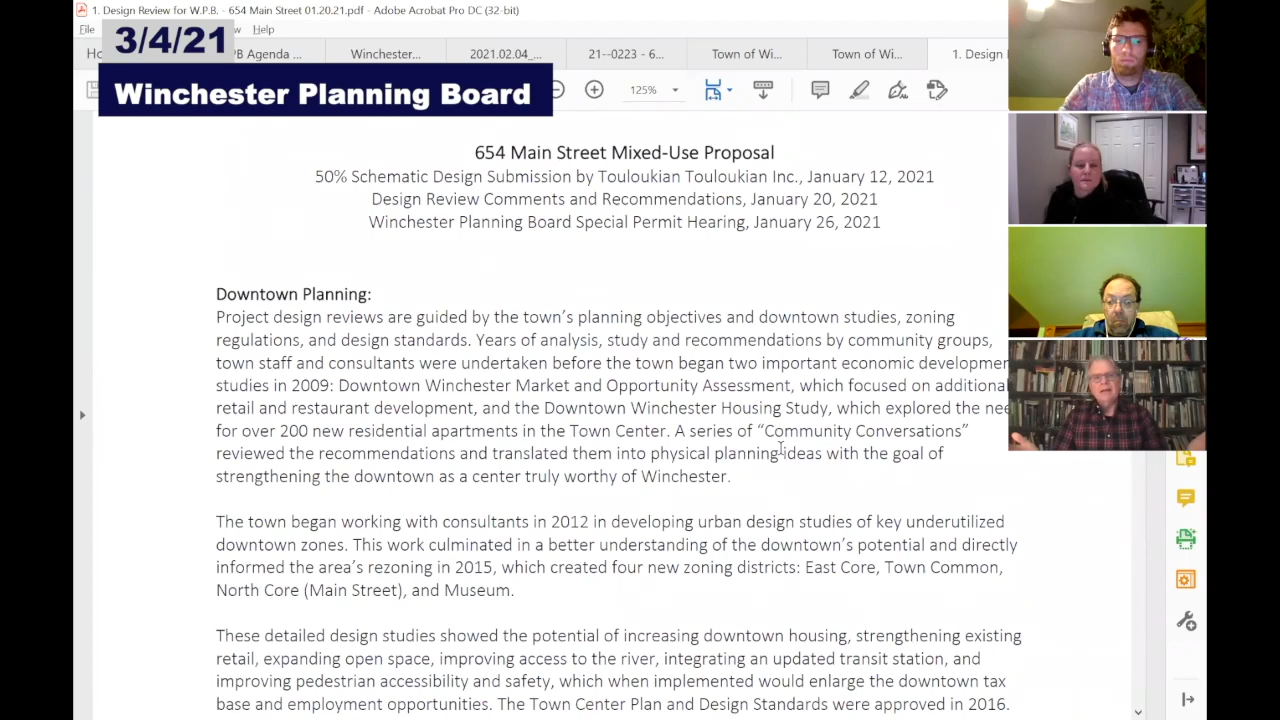 1. Design Review for W.P.B. - 654 Main Street 01.20.21.pdf - Adobe Acrobat Pro DC (32-bit)
File
Help
3/4/21
Agenda ...
Winchester
2021.02.04_...
21--0223 - 6...
Town of Wi...
Town of Wi...
1. Design
Winchester Planning Board
125%
654 Main Street Mixed-Use Proposal
50% Schematic Design Submission by Touloukian Touloukian Inc., January 12, 2021
Design Review Comments and Recommendations, January 20, 2021
Winchester Planning Board Special Permit Hearing, January 26, 2021
Downtown Planning:
Project design reviews are guided by the town's planning objectives and downtown studies, zoning
regulations, and design standards. Years of analysis, study and recommendations by community groups,
town staff and consultants were undertaken before the town began two important economic developmen
studies in 2009: Downtown Winchester Market and Opportunity Assessment, which focused on additional
retail and restaurant development, and the Downtown Winchester Housing Study, which explored the nee
for over 200 new residential apartments in the Town Center. A series of “Community Conversations”
reviewed the recommendations and translated them into physical planning ideas with the goal of
strengthening the downtown as a center truly worthy of Winchester.
The town began working with consultants in 2012 in developing urban design studies of key underutilized
downtown zones. This work culminated in a better understanding of the downtown's potential and directly
informed the area's rezoning in 2015, which created four new zoning districts: East Core, Town Common,
North Core (Main Street), and Museum.
These detailed design studies showed the potential of increasing downtown housing, strengthening existing
retail, expanding open space, improving access to the river, integrating an updated transit station, and
improving pedestrian accessibility and safety, which when implemented would enlarge the downtown tax
base and employment opportunities. The Town Center Plan and Design Standards were approved in 2016.